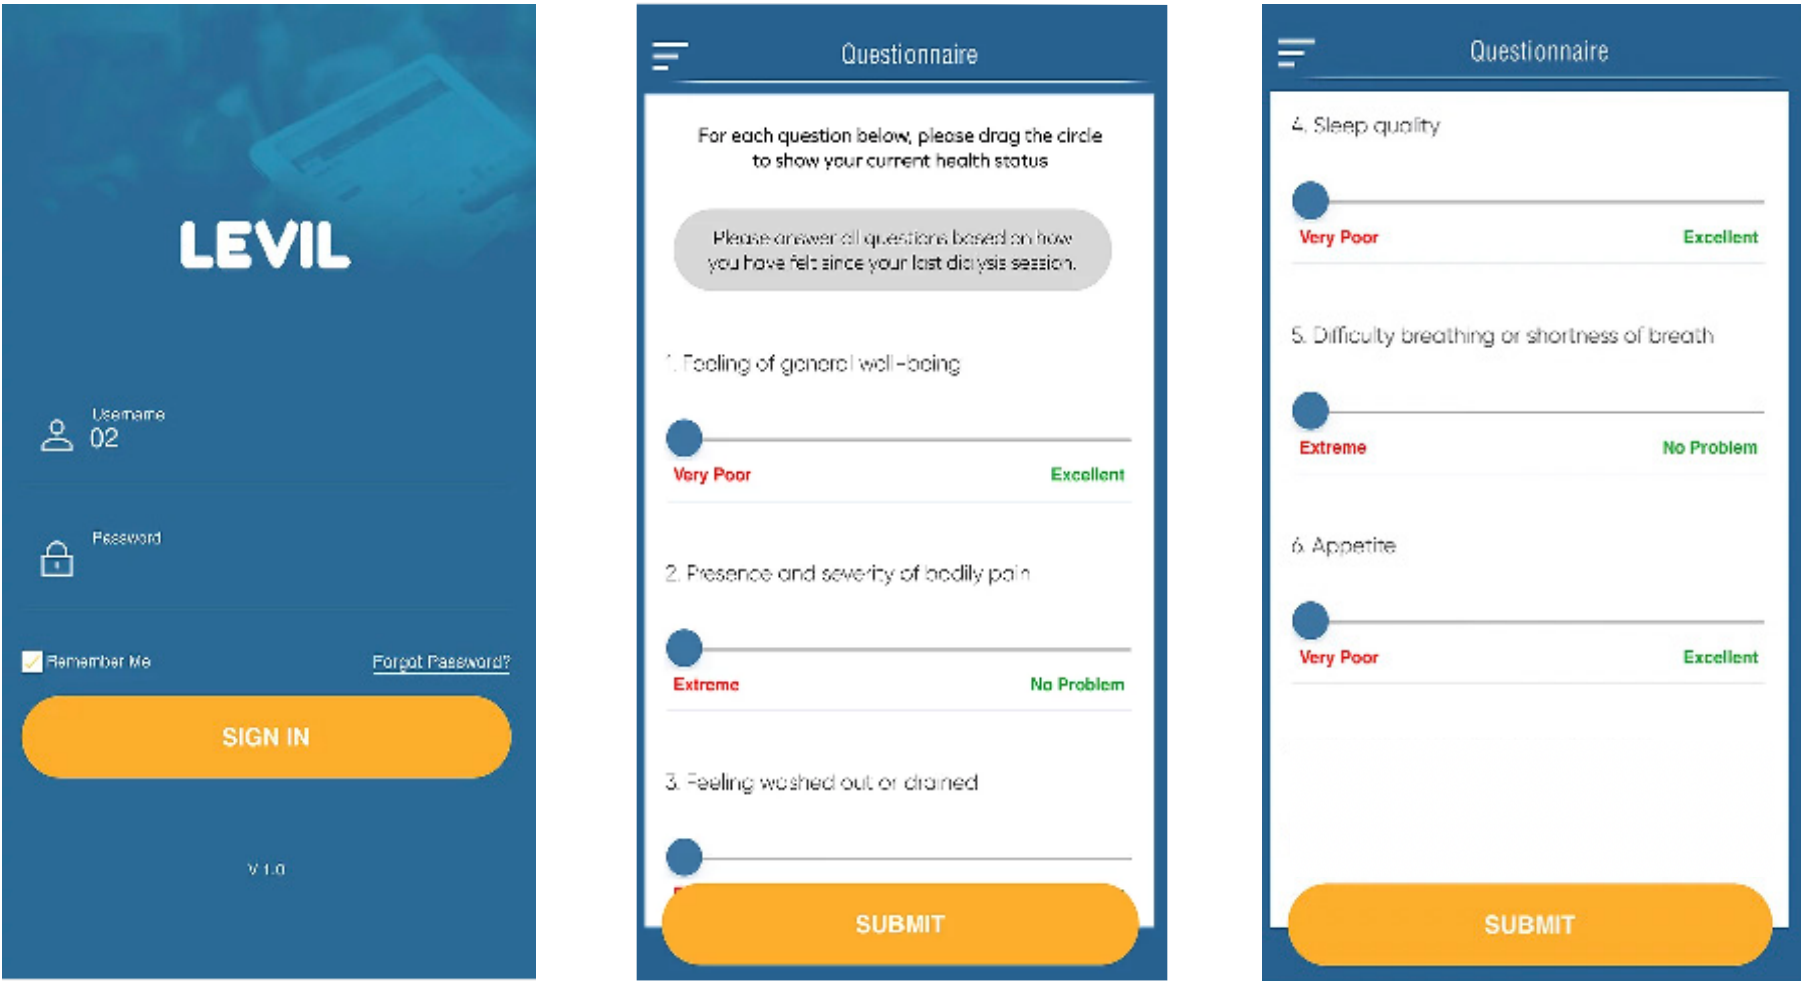 LEVIL
Username
02
Password
Remember Me
Forgot Password?
SIGN IN
V 1.0
Questionnaire
For each question below, please drag the circle
to show your current health status
Please answer all questions based on how
you have felt since your last dialysis session.
1. Feeling of general well-being
Very Poor
Excellent
2. Presence and severity of bodily pain
Extreme
No Problem
3. Feeling washed out or drained
SUBMIT
Questionnaire
4. Sleep quality
Very Poor
Excellent
5. Difficulty breathing or shortness of breath
Extreme
No Problem
6. Appetite
Very Poor
Excellent
SUBMIT